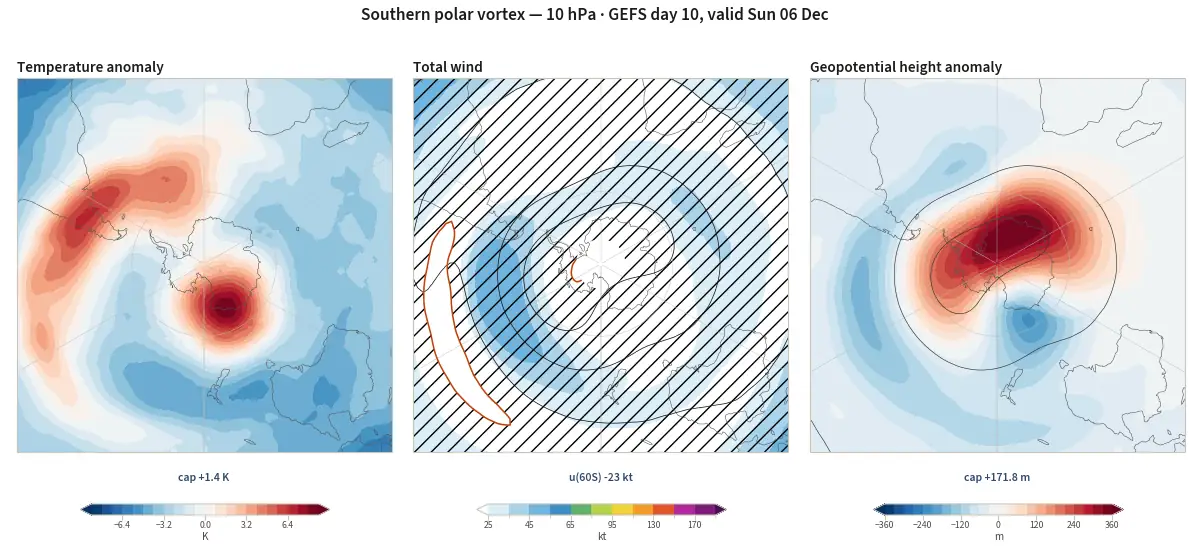 Southern polar vortex — 10 hPa · GEFS day 10, valid Sun 06 Dec
Temperature anomaly
Total wind
Geopotential height anomaly
cap +1.4 K
u(60S) -23 kt
cap +171.8 m
−6.4 −3.2 0.0 3.2 6.4
K
25 45 65 95 130 170
kt
−360 −240 −120 0 120 240 360
m